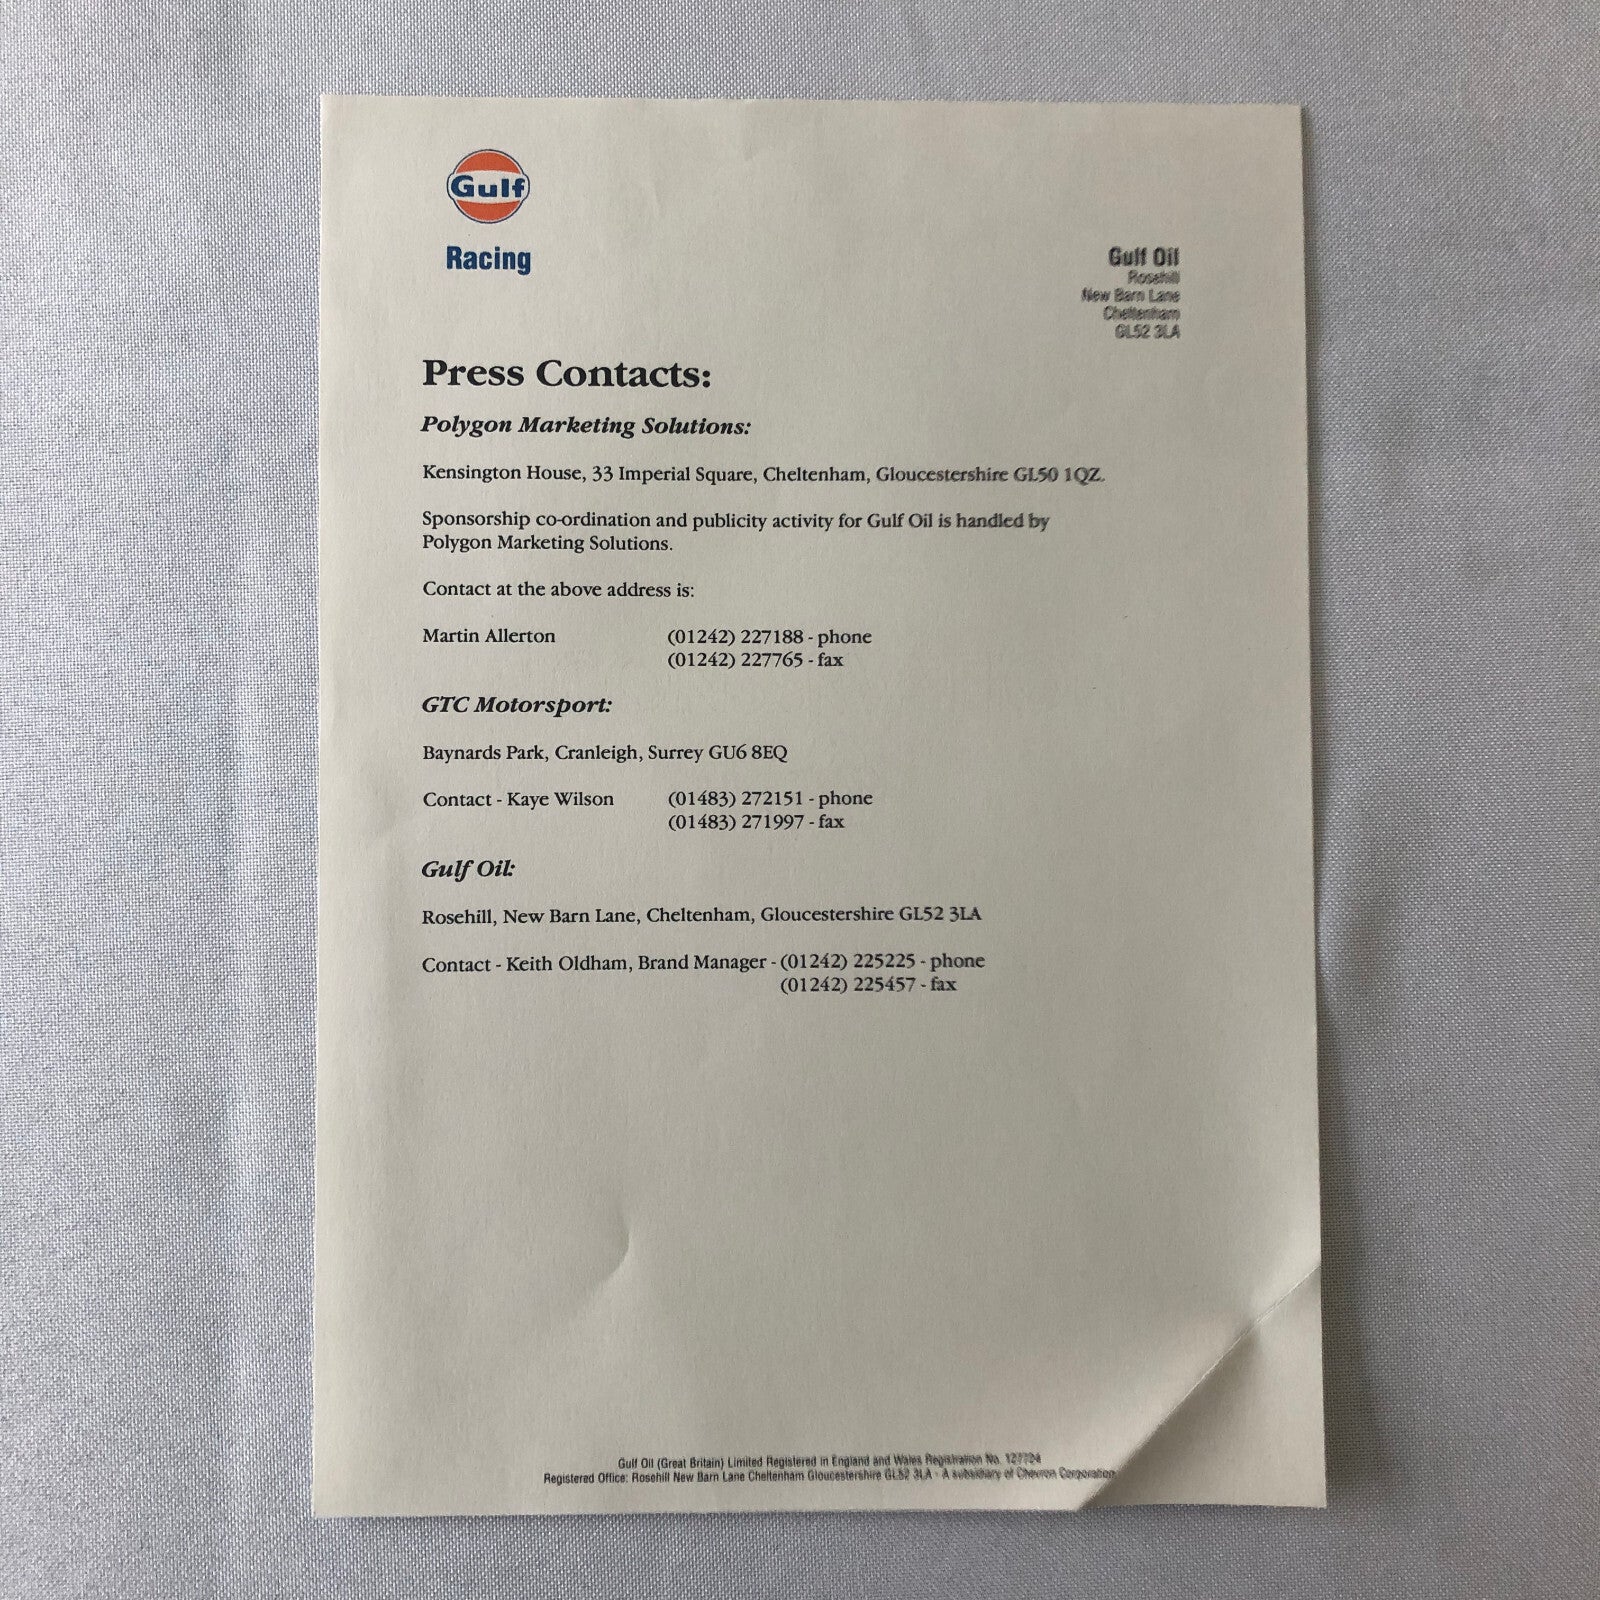 Gulf
Racing
Gulf Oil
Rosehill
New Barn Lane
Cheltenham
GL52 3LA
Press Contacts:
Polygon Marketing Solutions:
Kensington House, 33 Imperial Square, Cheltenham, Gloucestershire GL50 1QZ.
Sponsorship co-ordination and publicity activity for Gulf Oil is handled by
Polygon Marketing Solutions.
Contact at the above address is:
Martin Allerton (01242) 227188 - phone
(01242) 227765 - fax
GTC Motorsport:
Baynards Park, Cranleigh, Surrey GU6 8EQ
Contact - Kaye Wilson (01483) 272151 - phone
(01483) 271997 - fax
Gulf Oil:
Rosehill, New Barn Lane, Cheltenham, Gloucestershire GL52 3LA
Contact - Keith Oldham, Brand Manager - (01242) 225225 - phone
(01242) 225457 - fax
Gulf Oil (Great Britain) Limited Registered in England and Wales Registration No. 127724
Registered Office: Rosehill New Barn Lane Cheltenham Gloucestershire GL52 3LA - A subsidiary of Chevron Corporation